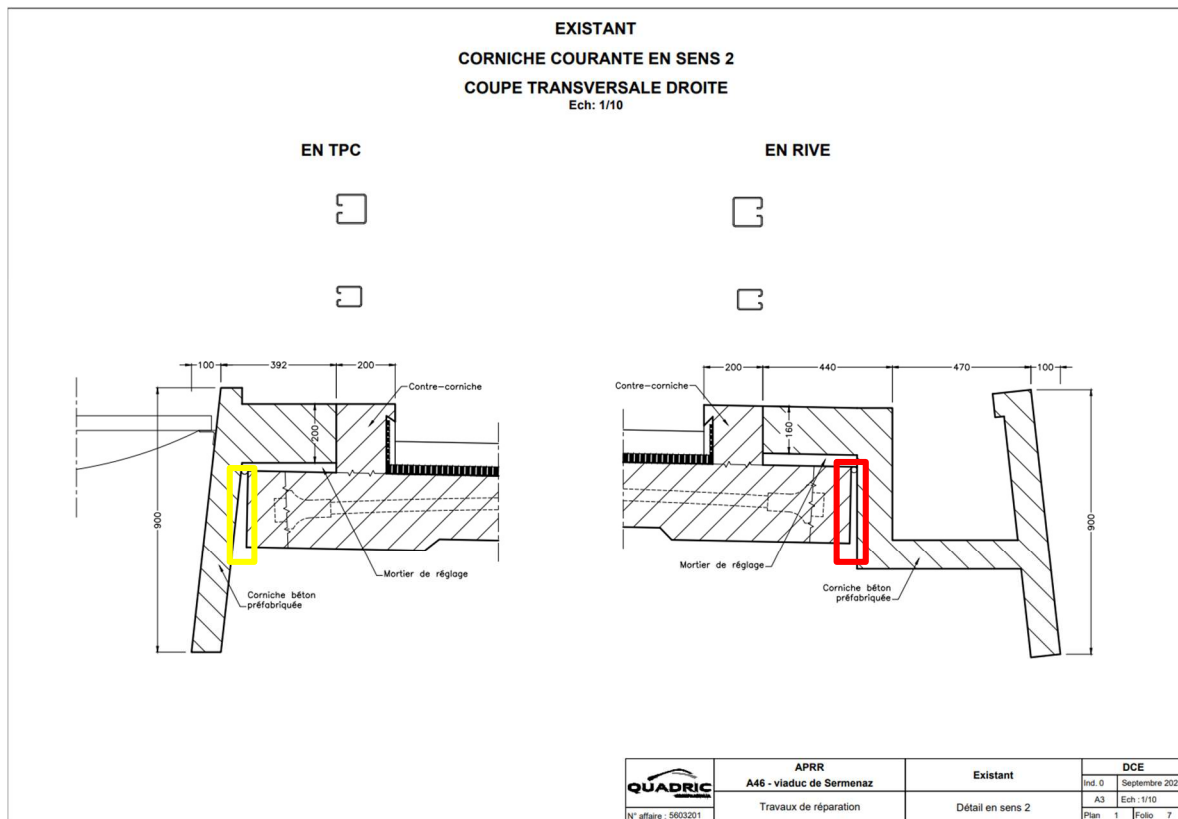 EXISTANT
CORNICHE COURANTE EN SENS 2
COUPE TRANSVERSALE DROITE
Ech: 1/10
EN TPC
EN RIVE
100
392
200
Contre-corniche
200
900
Mortier de réglage
Corniche béton
préfabriquée
200
440
470
100
Contre-corniche
160
900
Mortier de réglage
Corniche béton
préfabriquée
QUADRIC
N° affaire : 5603201
APRR
A46 - viaduc de Sermenaz
Travaux de réparation
Existant
Détail en sens 2
DCE
Ind. 0
Septembre 202
A3
Ech : 1/10
Plan 1
Folio 7